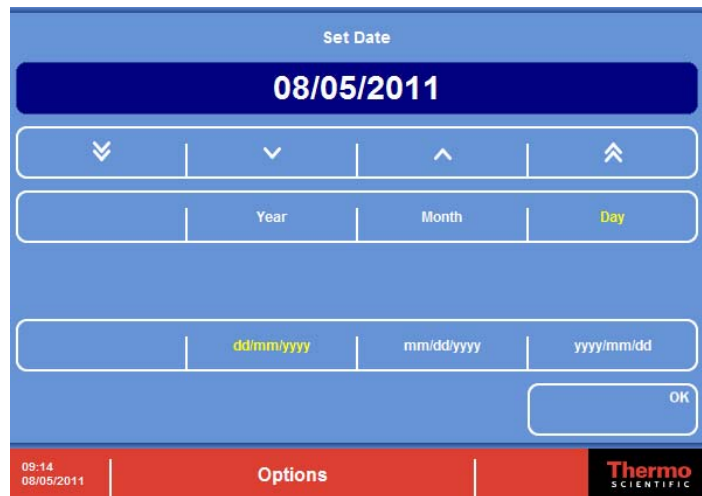 Set Date
08/05/2011
Year Month Day
dd/mm/yyyy mm/dd/yyyy yyyy/mm/dd
OK
09:14
08/05/2011
Options
Thermo
SCIENTIFIC